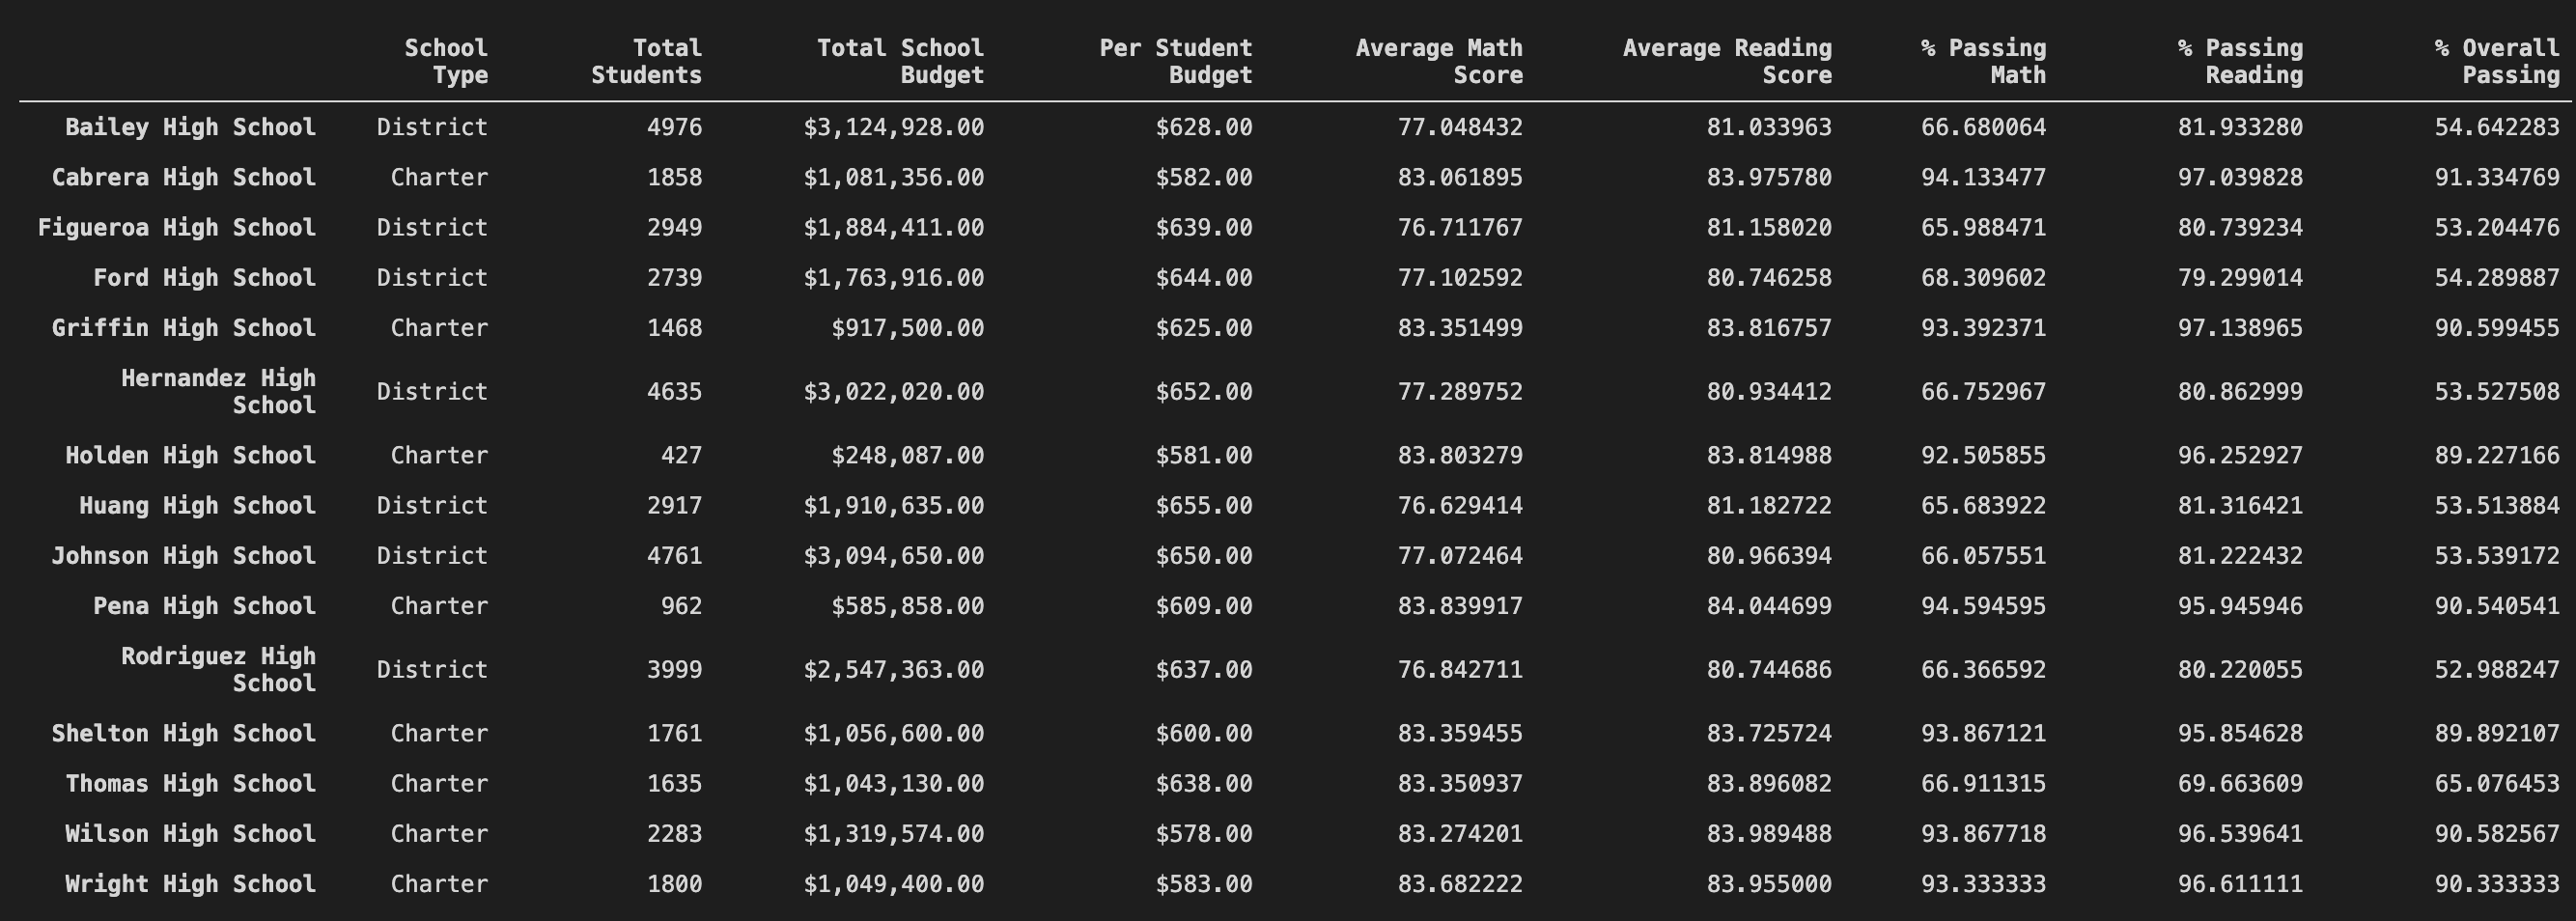 School Total Total School Per Student Average Math Average Reading % Passing % Passing % Overall
Type Students Budget Budget Score Score Math Reading Passing
Bailey High School District 4976 $3,124,928.00 $628.00 77.048432 81.033963 66.680064 81.933280 54.642283
Cabrera High School Charter 1858 $1,081,356.00 $582.00 83.061895 83.975780 94.133477 97.039828 91.334769
Figueroa High School District 2949 $1,884,411.00 $639.00 76.711767 81.158020 65.988471 80.739234 53.204476
Ford High School District 2739 $1,763,916.00 $644.00 77.102592 80.746258 68.309602 79.299014 54.289887
Griffin High School Charter 1468 $917,500.00 $625.00 83.351499 83.816757 93.392371 97.138965 90.599455
Hernandez High
School District 4635 $3,022,020.00 $652.00 77.289752 80.934412 66.752967 80.862999 53.527508
Holden High School Charter 427 $248,087.00 $581.00 83.803279 83.814988 92.505855 96.252927 89.227166
Huang High School District 2917 $1,910,635.00 $655.00 76.629414 81.182722 65.683922 81.316421 53.513884
Johnson High School District 4761 $3,094,650.00 $650.00 77.072464 80.966394 66.057551 81.222432 53.539172
Pena High School Charter 962 $585,858.00 $609.00 83.839917 84.044699 94.594595 95.945946 90.540541
Rodriguez High
School District 3999 $2,547,363.00 $637.00 76.842711 80.744686 66.366592 80.220055 52.988247
Shelton High School Charter 1761 $1,056,600.00 $600.00 83.359455 83.725724 93.867121 95.854628 89.892107
Thomas High School Charter 1635 $1,043,130.00 $638.00 83.350937 83.896082 66.911315 69.663609 65.076453
Wilson High School Charter 2283 $1,319,574.00 $578.00 83.274201 83.989488 93.867718 96.539641 90.582567
Wright High School Charter 1800 $1,049,400.00 $583.00 83.682222 83.955000 93.333333 96.611111 90.333333